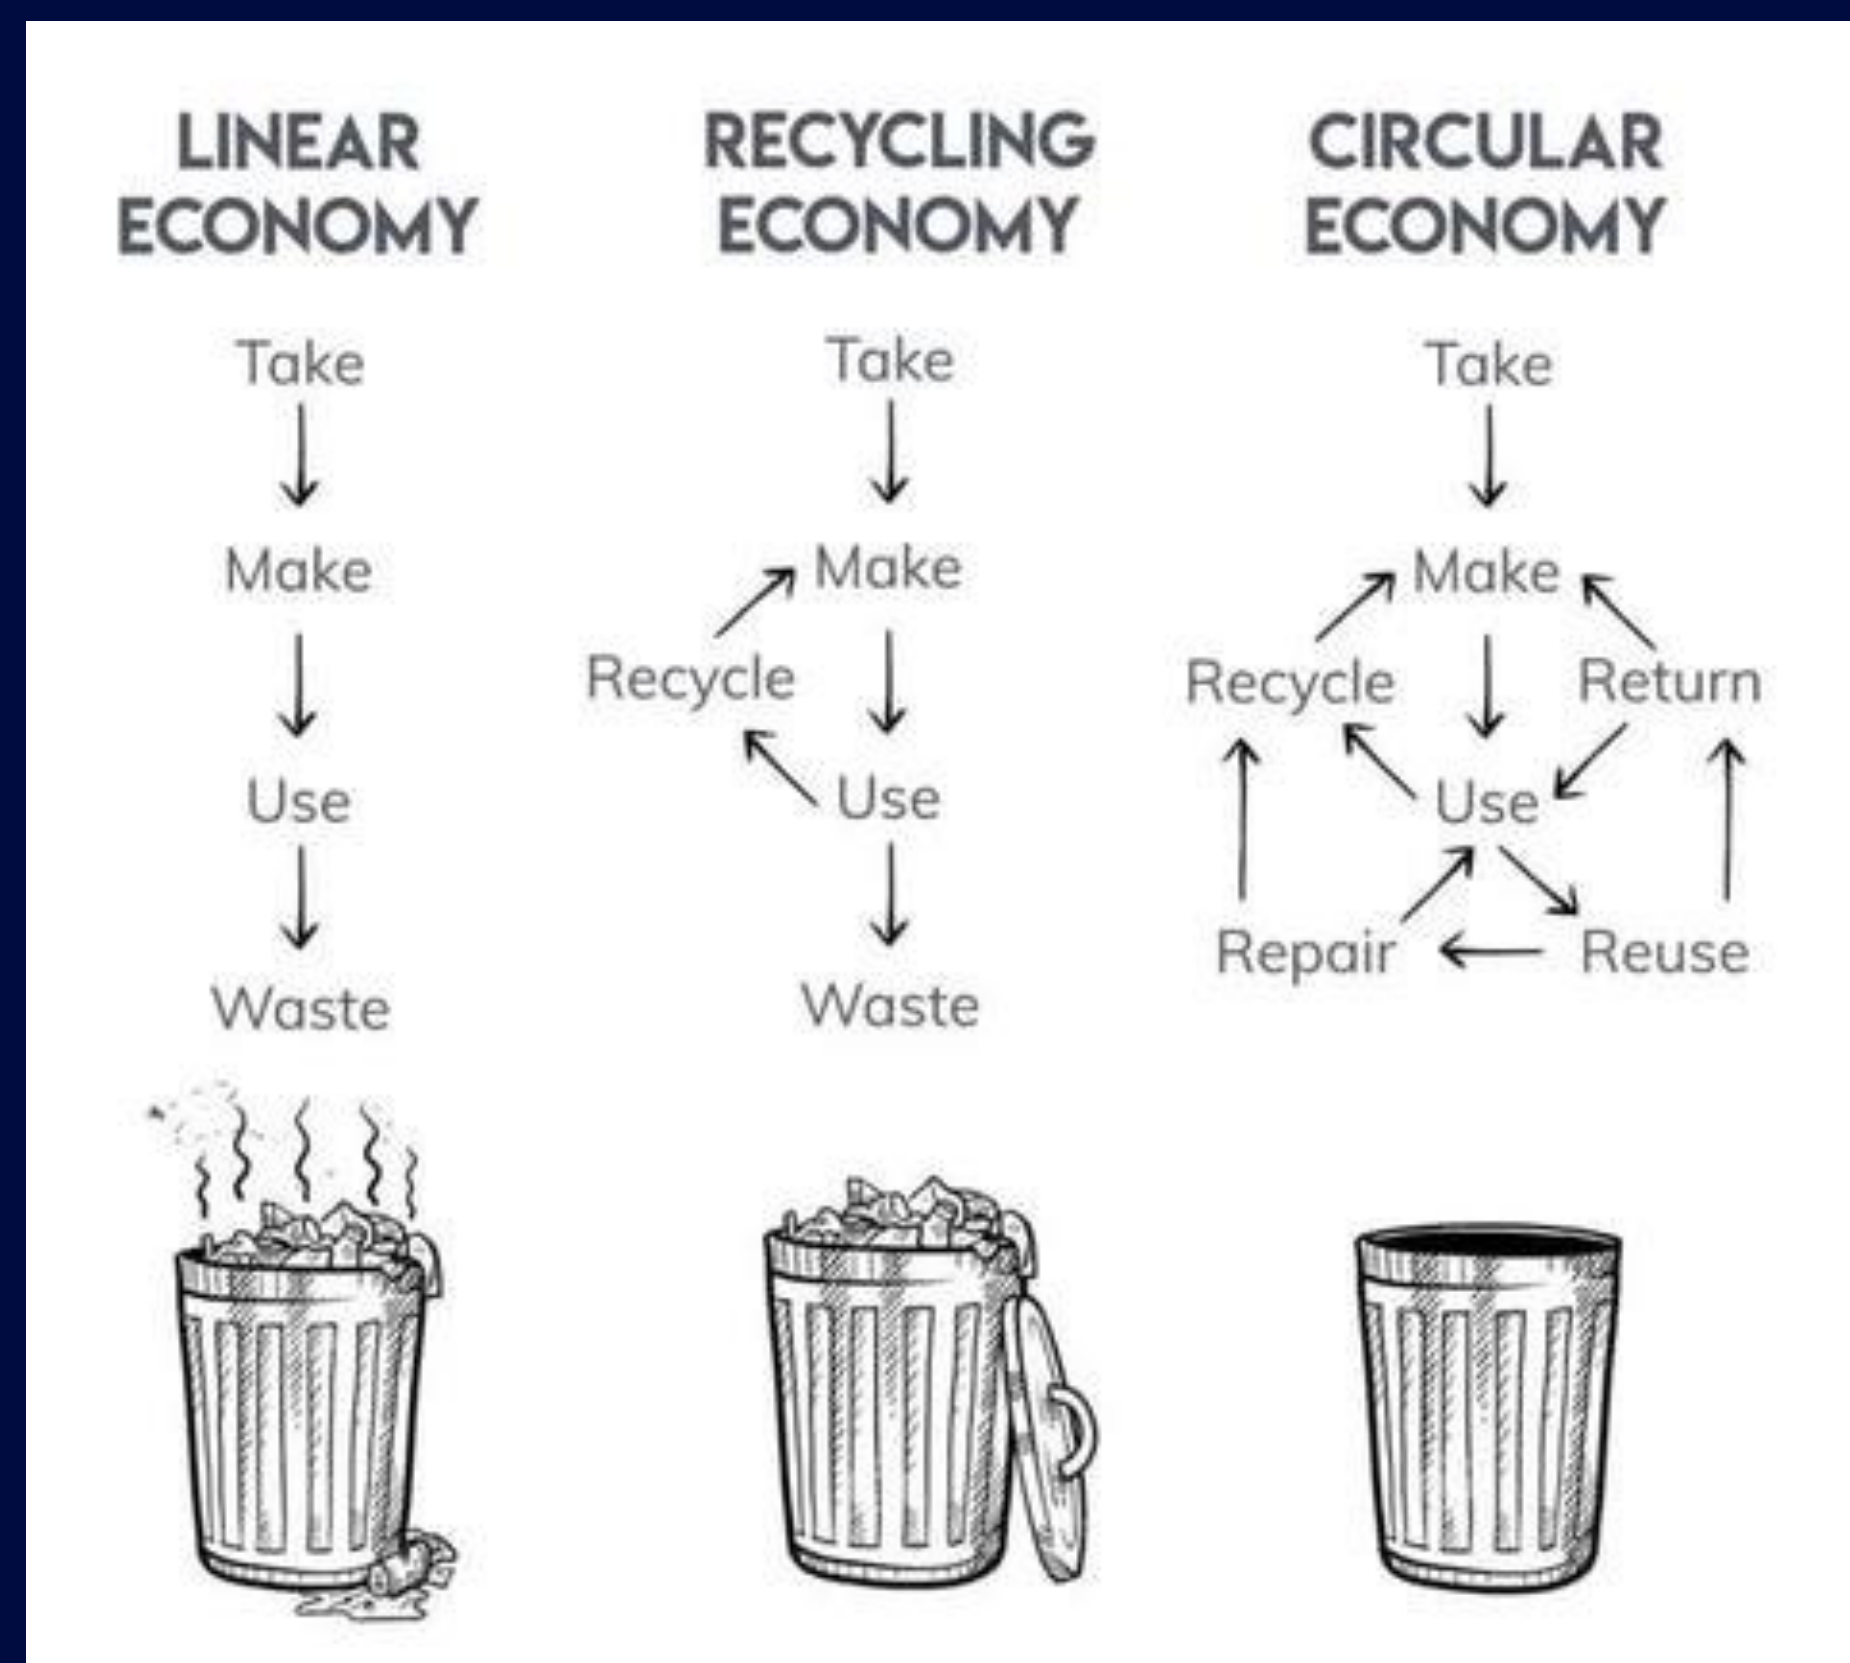 LINEAR
ECONOMY
Take
Make
Use
Waste
RECYCLING
ECONOMY
Take
Make
Recycle
Use
Waste
CIRCULAR
ECONOMY
Take
Make
Recycle
Return
Use
Repair
Reuse